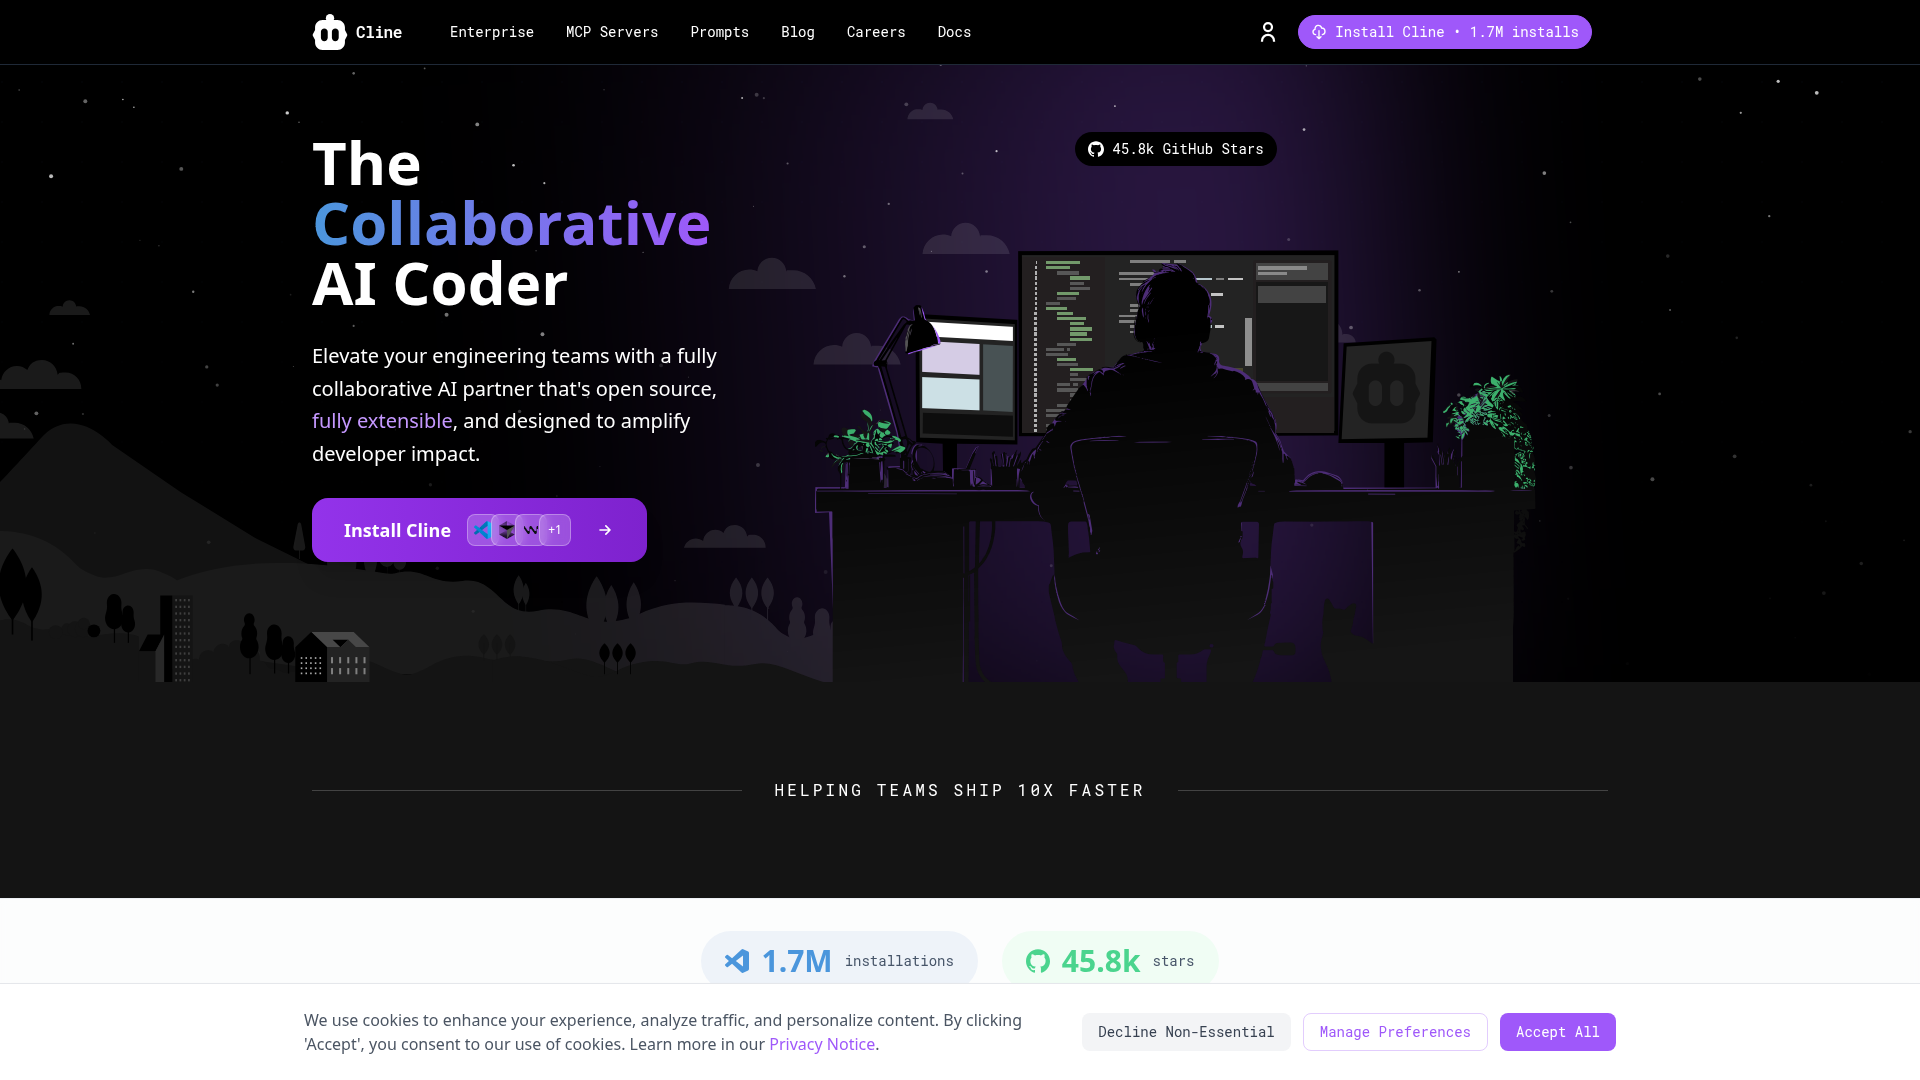 Cline
Enterprise
MCP Servers
Prompts
Blog
Careers
Docs
Install Cline • 1.7M installs
The
Collaborative
AI Coder
Elevate your engineering teams with a fully
collaborative AI partner that's open source,
fully extensible, and designed to amplify
developer impact.
Install Cline +1 →
45.8k GitHub Stars
HELPING TEAMS SHIP 10X FASTER
1.7M installations
45.8k stars
We use cookies to enhance your experience, analyze traffic, and personalize content. By clicking
'Accept', you consent to our use of cookies. Learn more in our Privacy Notice.
Decline Non-Essential
Manage Preferences
Accept All